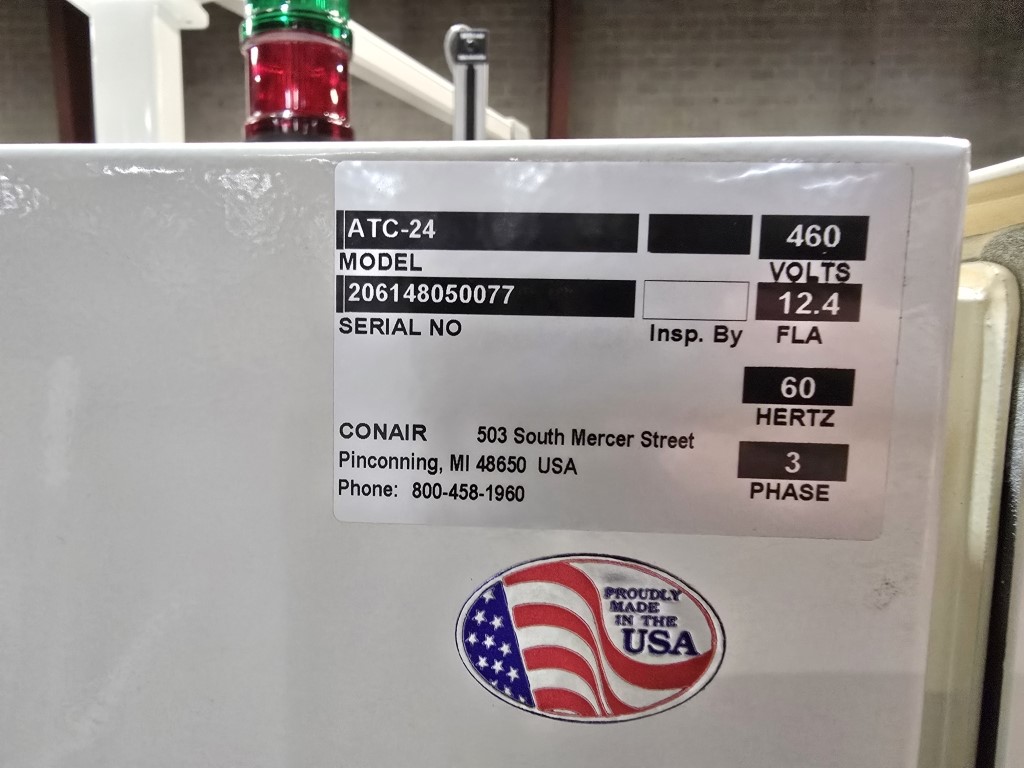 ATC-24
460
MODEL
VOLTS
206148050077
12.4
SERIAL NO
Insp. By
FLA
60
HERTZ
CONAIR 503 South Mercer Street
Pinconning, MI 48650 USA
Phone: 800-458-1960
3
PHASE
PROUDLY
MADE
IN THE
USA